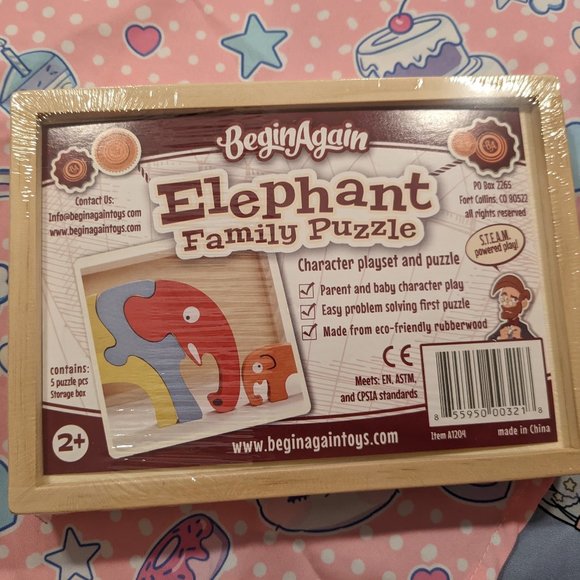 BeginAgain
BA
Contact Us:
Info@beginagaintoys.com
www.beginagaintoys.com
PO Box 2265
Fort Collins, CO 80522
all rights reserved
Elephant
Family Puzzle
S.T.E.A.M.
powered play!
Character playset and puzzle
Parent and baby character play
Easy problem solving first puzzle
Made from eco-friendly rubberwood
CE
Meets: EN, ASTM,
and CPSIA standards
contains:
5 puzzle pcs
Storage box
2+
www.beginagaintoys.com
8 55950 00321 8
Item A1204
made in China